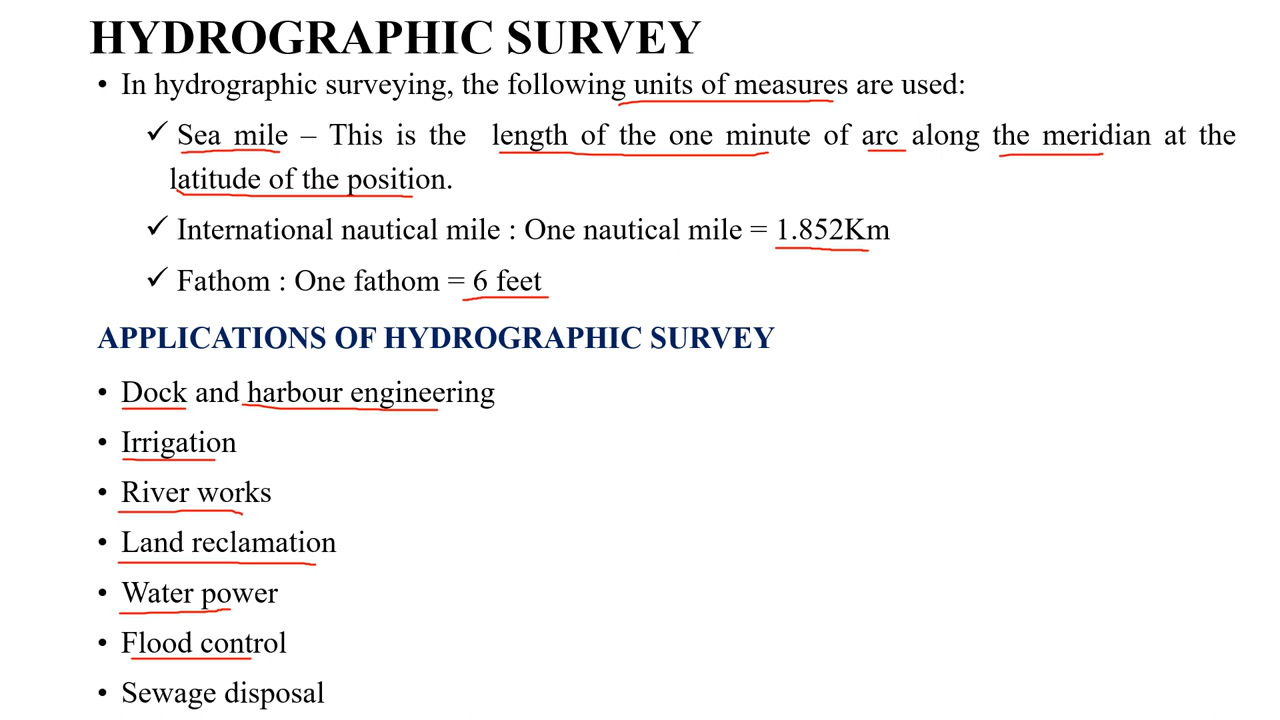 HYDROGRAPHIC SURVEY
• In hydrographic surveying, the following units of measures are used:
✓ Sea mile – This is the length of the one minute of arc along the meridian at the
latitude of the position.
✓ International nautical mile : One nautical mile = 1.852Km
✓ Fathom : One fathom = 6 feet
APPLICATIONS OF HYDROGRAPHIC SURVEY
• Dock and harbour engineering
• Irrigation
• River works
• Land reclamation
• Water power
• Flood control
• Sewage disposal